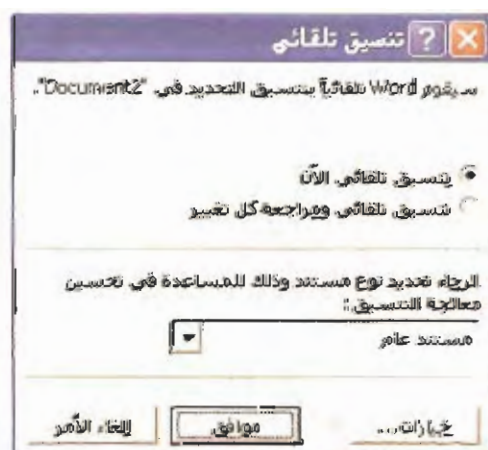 تنسيق تلقائي
سيقوم Word تلقائياً بتنسيق التحديد في "Document2".
تنسيق تلقائي الآن
تنسيق تلقائي ومراجعة كل تغيير
الرجاء تحديد نوع مستند وذلك للمساعدة في تحسين
معالجة التنسيق:
مستند عام
خيارات...
موافق
إلغاء الأمر